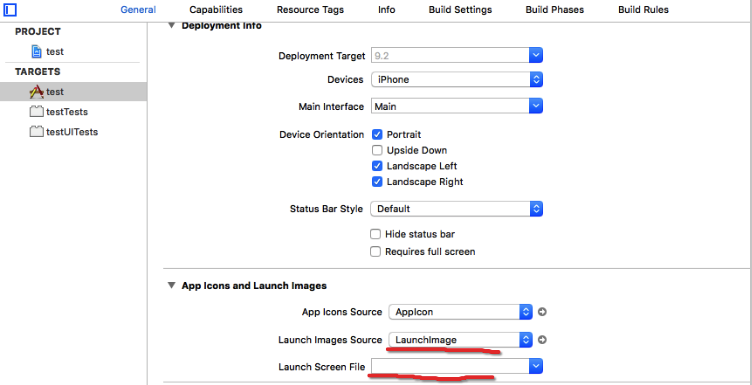 General Capabilities Resource Tags Info Build Settings Build Phases Build Rules
PROJECT
test
TARGETS
test
testTests
testUITests
Deployment Info
Deployment Target 9.2
Devices iPhone
Main Interface Main
Device Orientation Portrait
Upside Down
Landscape Left
Landscape Right
Status Bar Style Default
Hide status bar
Requires full screen
App Icons and Launch Images
App Icons Source AppIcon
Launch Images Source LaunchImage
Launch Screen File